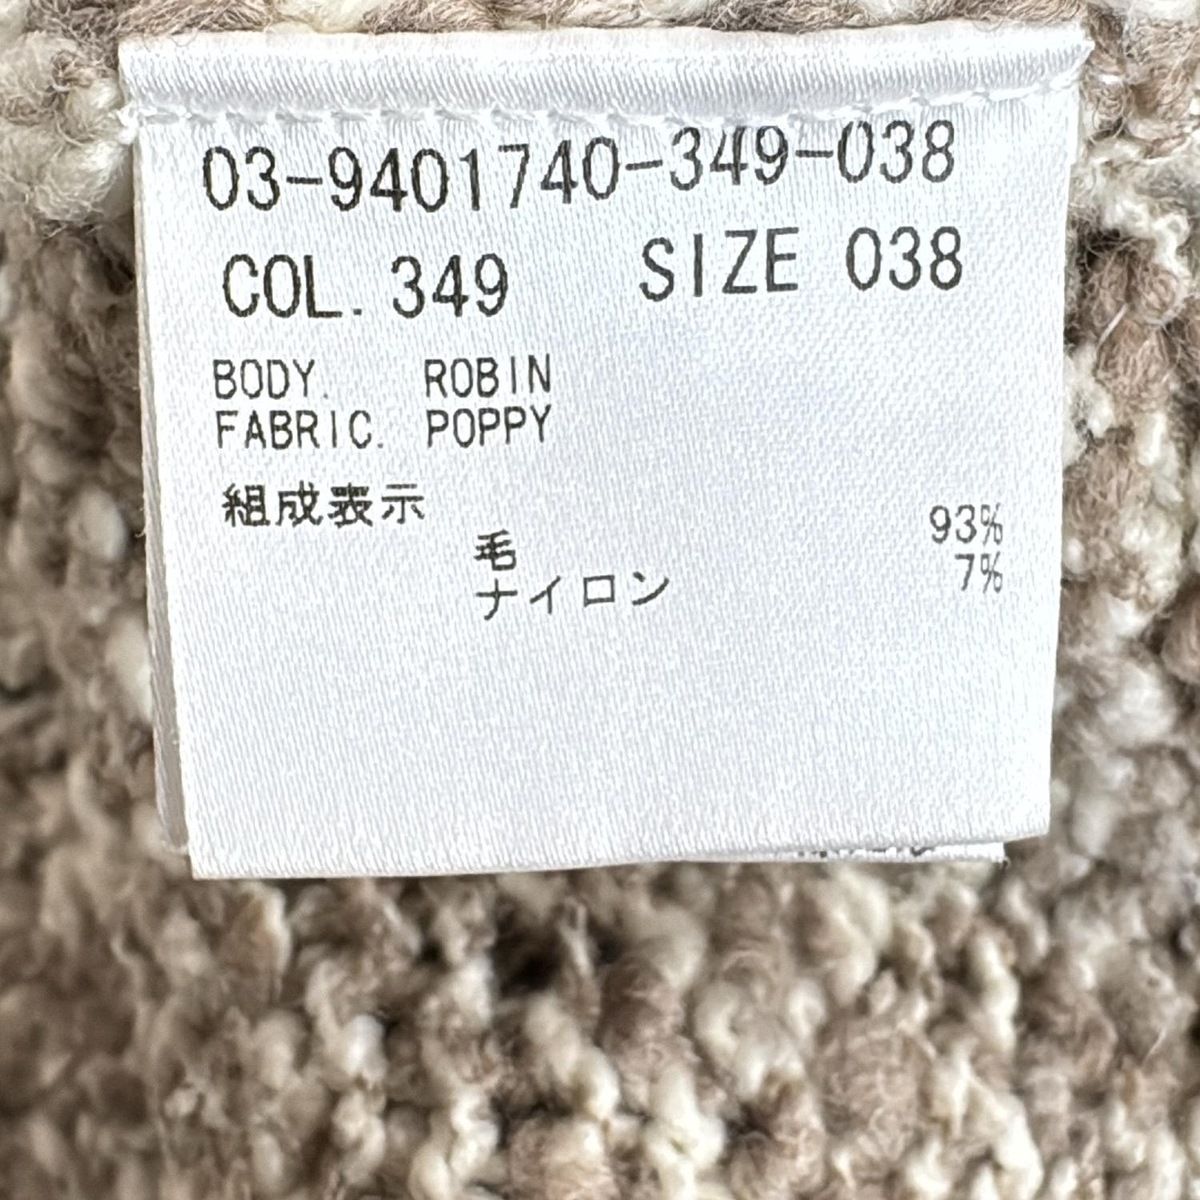 03-9401740-349-038
COL. 349 SIZE 038
BODY. ROBIN
FABRIC. POPPY
組成表示
毛 93%
ナイロン 7%